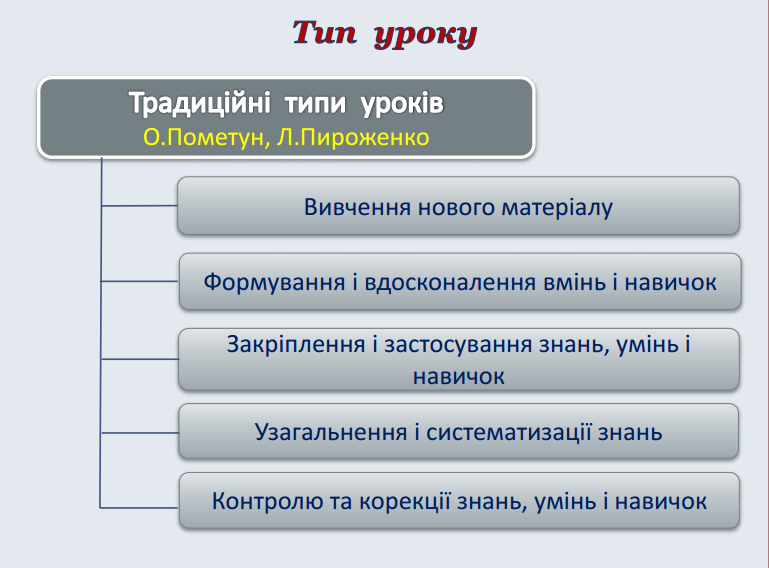 Тип уроку
Традиційні типи уроків
О.Пометун, Л.Пироженко
Вивчення нового матеріалу
Формування і вдосконалення вмінь і навичок
Закріплення і застосування знань, умінь і
навичок
Узагальнення і систематизації знань
Контролю та корекції знань, умінь і навичок